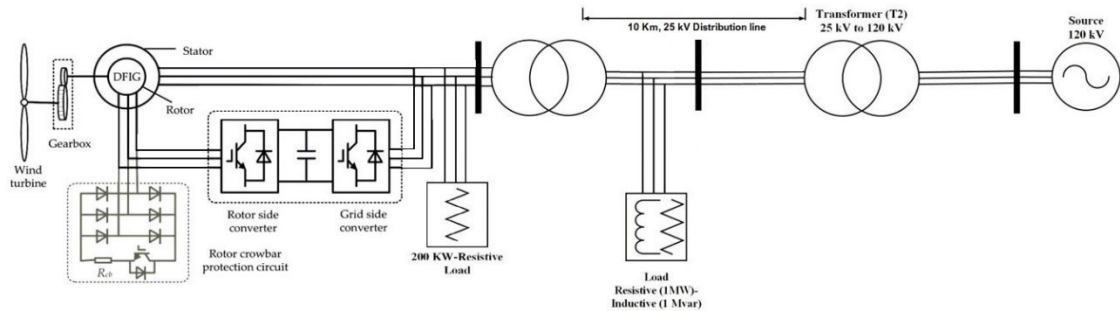 10 Km, 25 kV Distribution line
Transformer (T2)
25 kV to 120 kV
Source
120 kV
Stator
DFIG
Rotor
Gearbox
Wind
turbine
Rotor side
converter
Grid side
converter
Rotor crowbar
protection circuit
Rcb
200 KW-Resistive
Load
Load
Resistive (1MW)-
Inductive (1 Mvar)